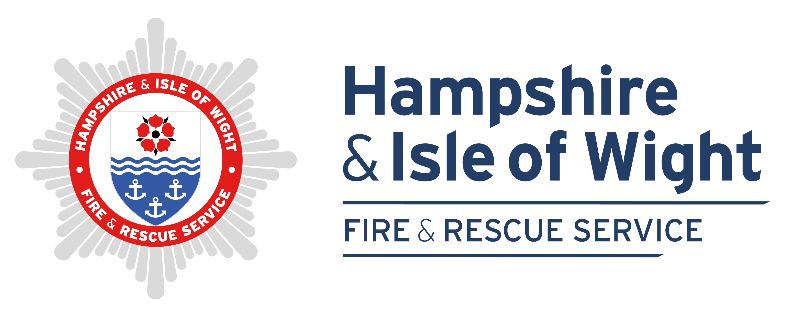 HAMPSHIRE & ISLE OF WIGHT
FIRE & RESCUE SERVICE
Hampshire
& Isle of Wight
FIRE & RESCUE SERVICE